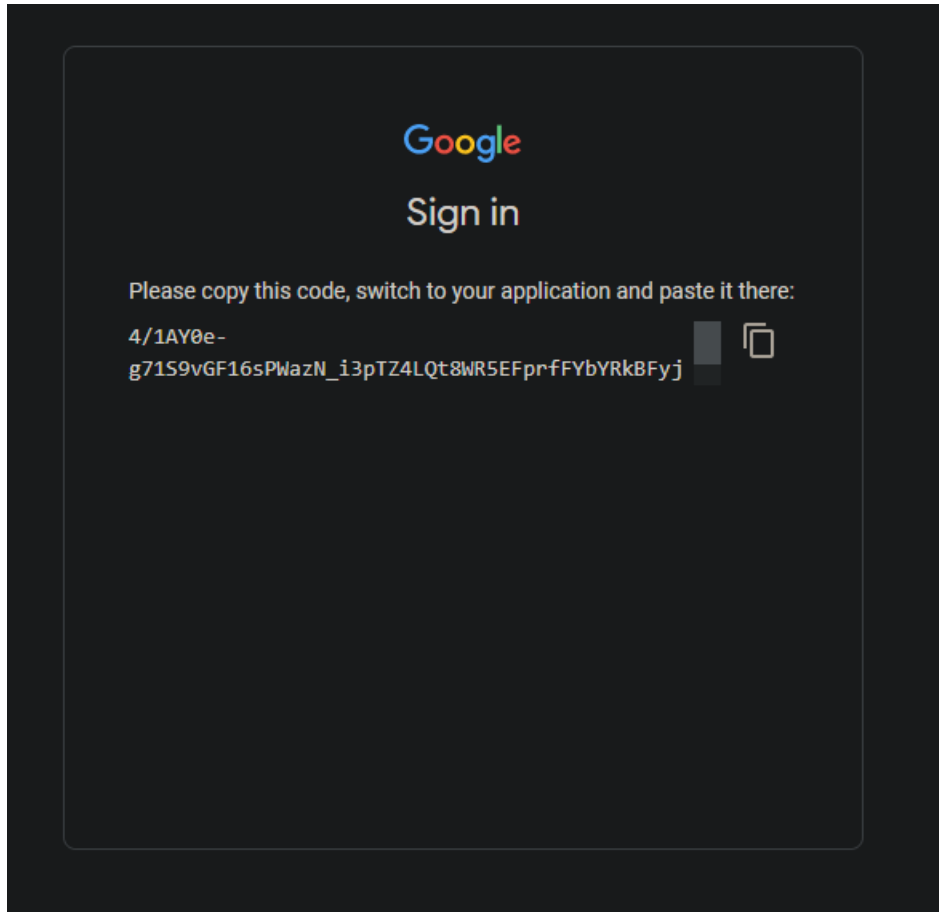 Google
Sign in
Please copy this code, switch to your application and paste it there:
4/1AY0e-
g71S9vGF16sPWazN_i3pTZ4LQt8WR5EFprfFYbYRkBFyj